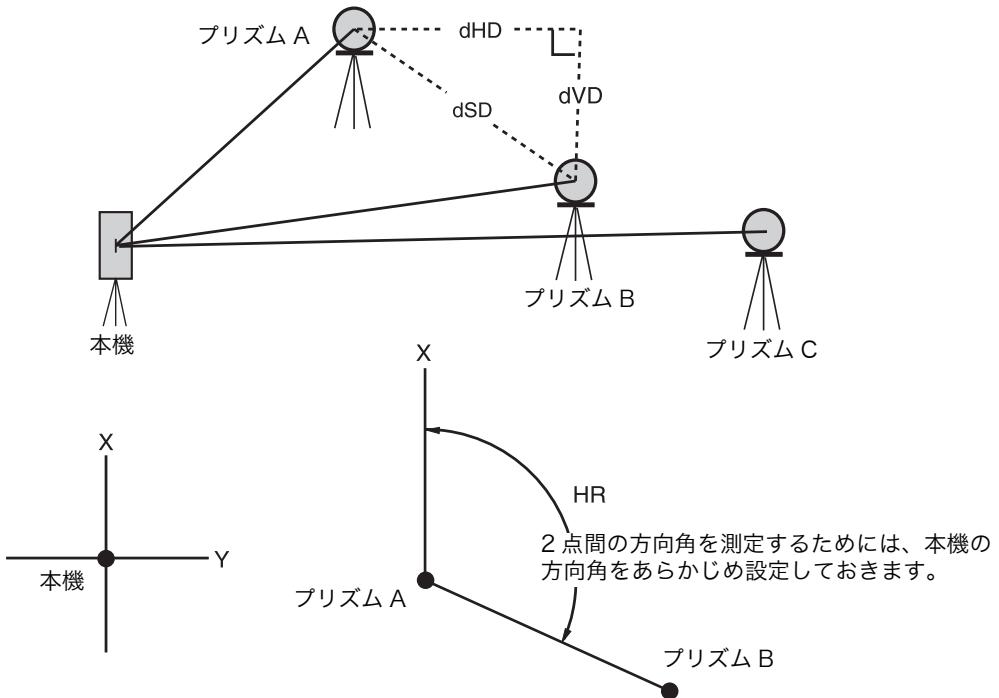 プリズム A
dHD
dVD
dSD
プリズム B
本機
プリズム C
X
Y
本機
X
HR
2 点間の方向角を測定するためには、本機の
方向角をあらかじめ設定しておきます。
プリズム A
プリズム B